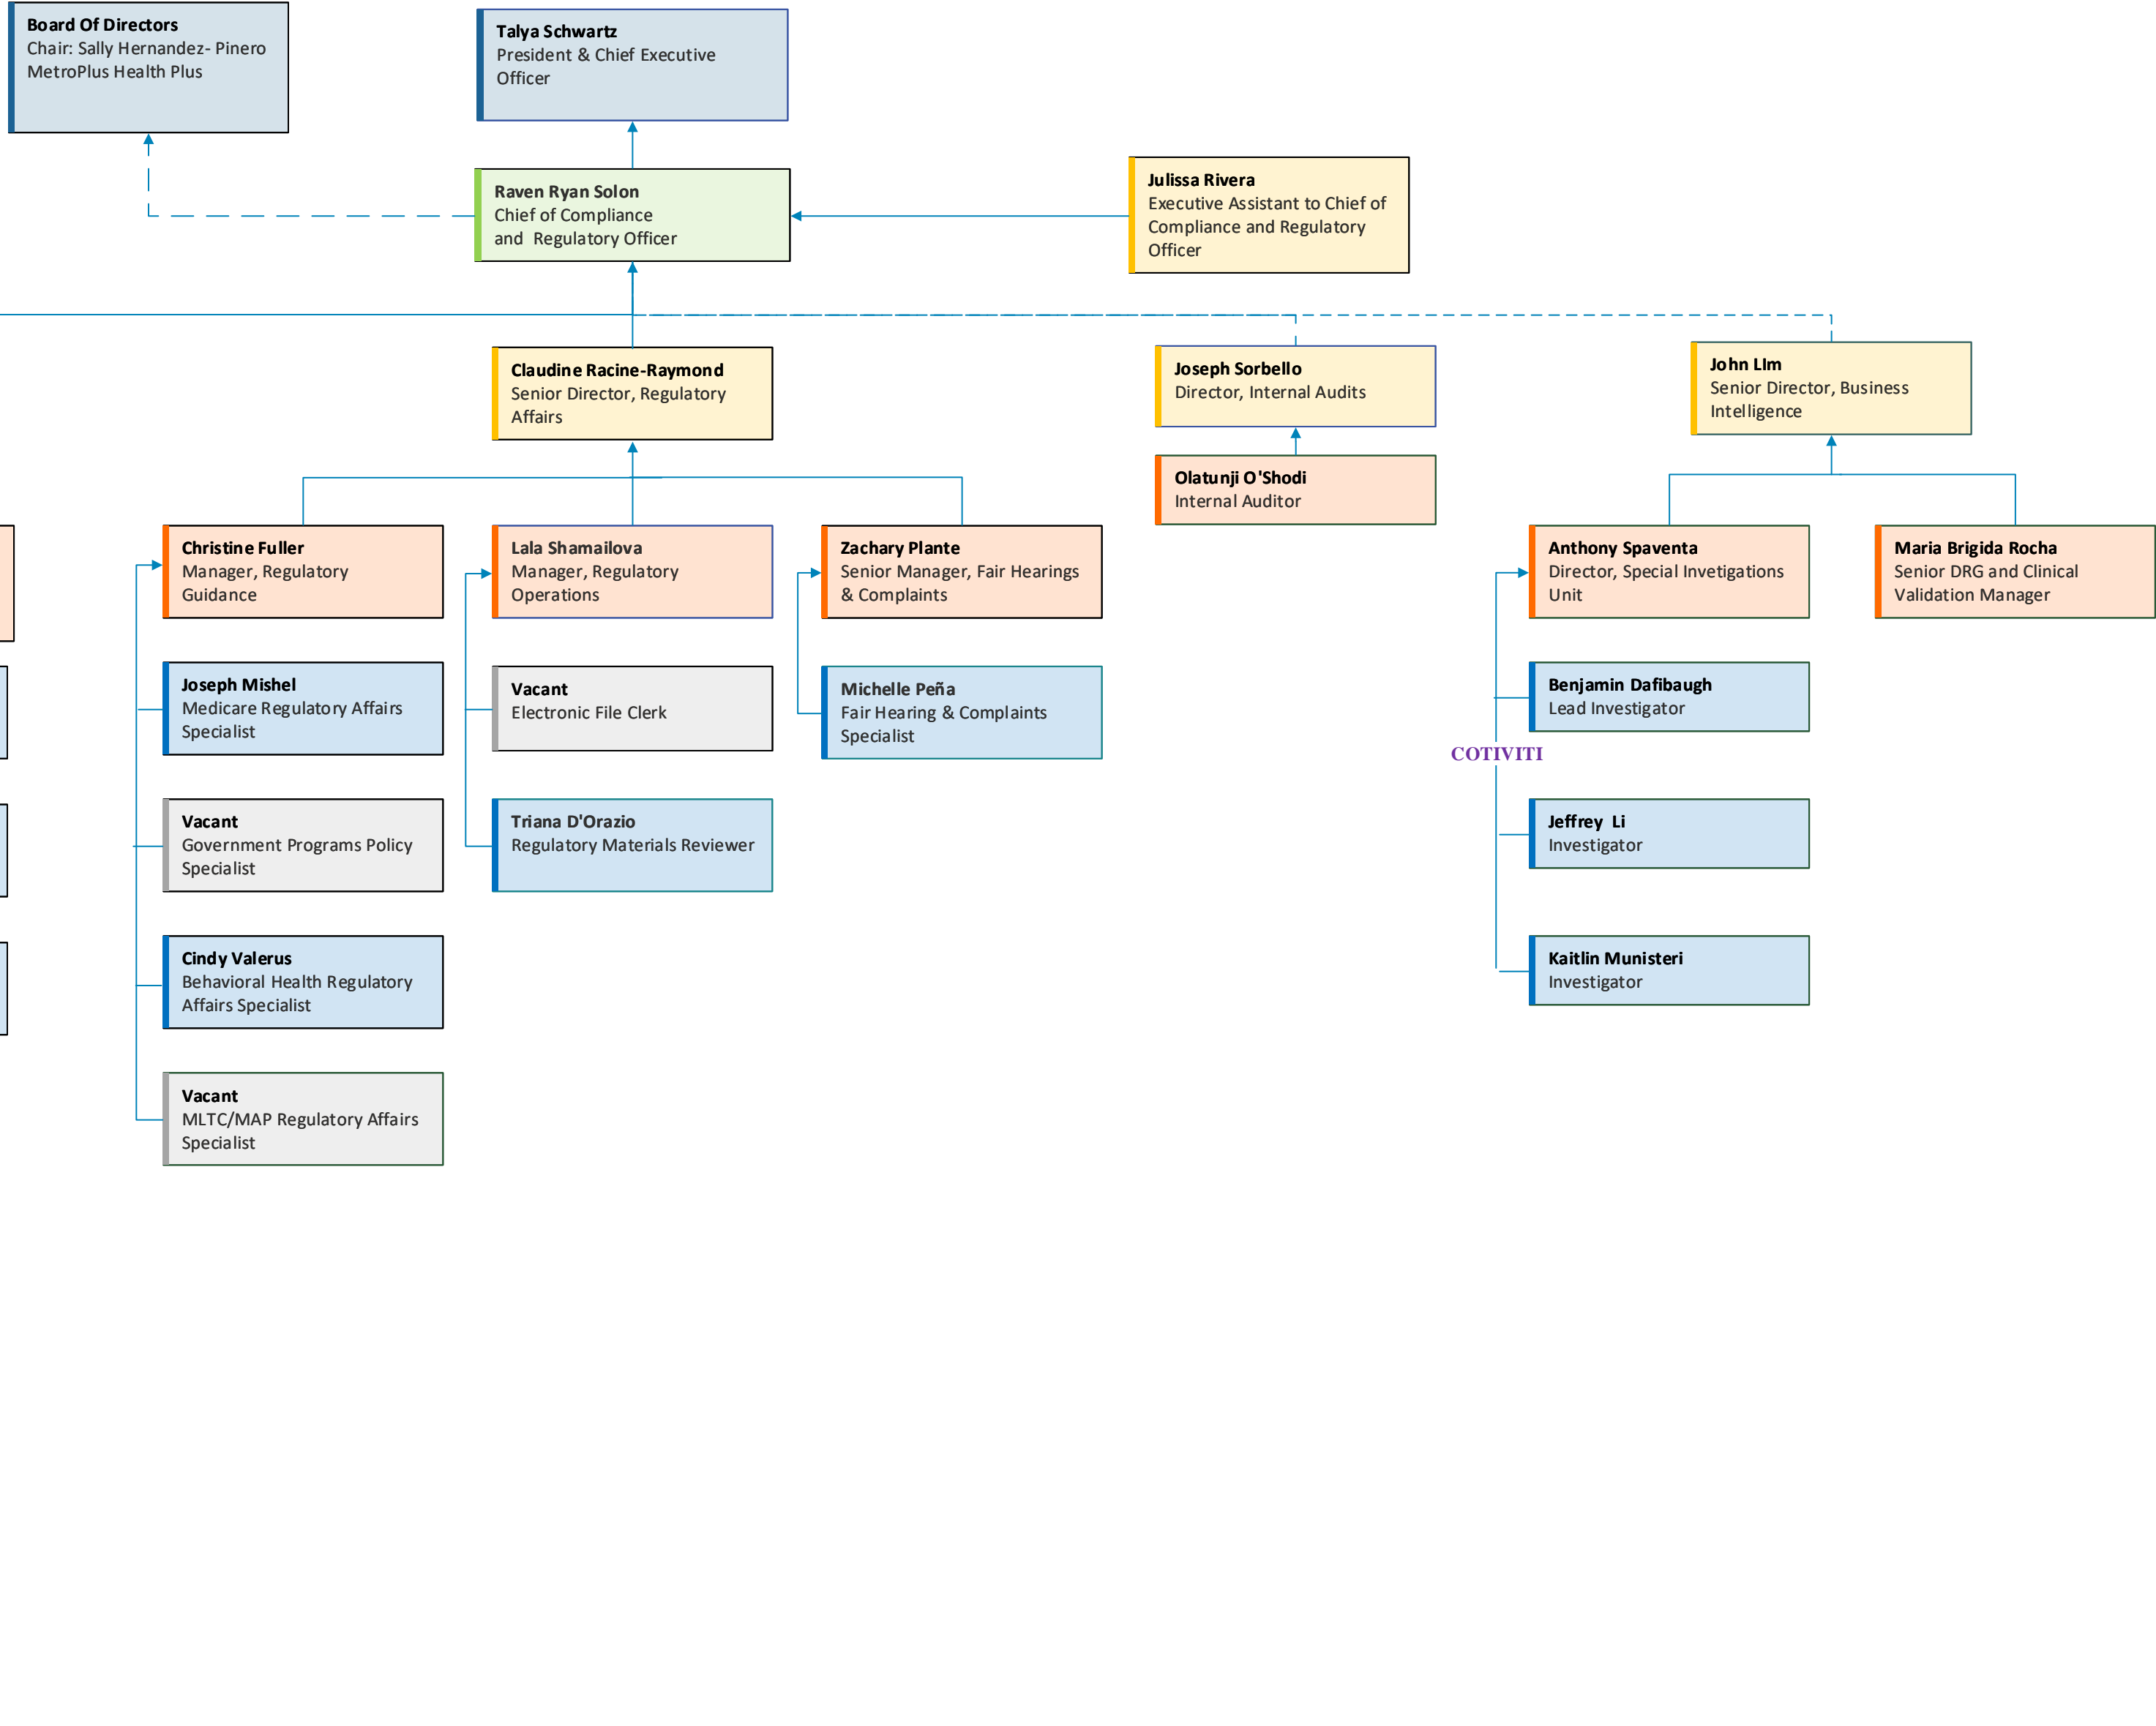 Board Of Directors
Chair: Sally Hernandez- Pinero
MetroPlus Health Plus
Talya Schwartz
President & Chief Executive
Officer
Raven Ryan Solon
Chief of Compliance
and  Regulatory Officer
Julissa Rivera
Executive Assistant to Chief of
Compliance and Regulatory
Officer
Claudine Racine-Raymond
Senior Director, Regulatory
Affairs
Joseph Sorbello
Director, Internal Audits
John LIm
Senior Director, Business
Intelligence
Olatunji O'Shodi
Internal Auditor
Christine Fuller
Manager, Regulatory
Guidance
Lala Shamailova
Manager, Regulatory
Operations
Zachary Plante
Senior Manager, Fair Hearings
& Complaints
Anthony Spaventa
Director, Special Invetigations
Unit
Maria Brigida Rocha
Senior DRG and Clinical
Validation Manager
Joseph Mishel
Medicare Regulatory Affairs
Specialist
Vacant
Electronic File Clerk
Michelle Peña
Fair Hearing & Complaints
Specialist
Benjamin Dafibaugh
Lead Investigator
COTIVITI
Vacant
Government Programs Policy
Specialist
Triana D'Orazio
Regulatory Materials Reviewer
Jeffrey  Li
Investigator
Cindy Valerus
Behavioral Health Regulatory
Affairs Specialist
Kaitlin Munisteri
Investigator
Vacant
MLTC/MAP Regulatory Affairs
Specialist